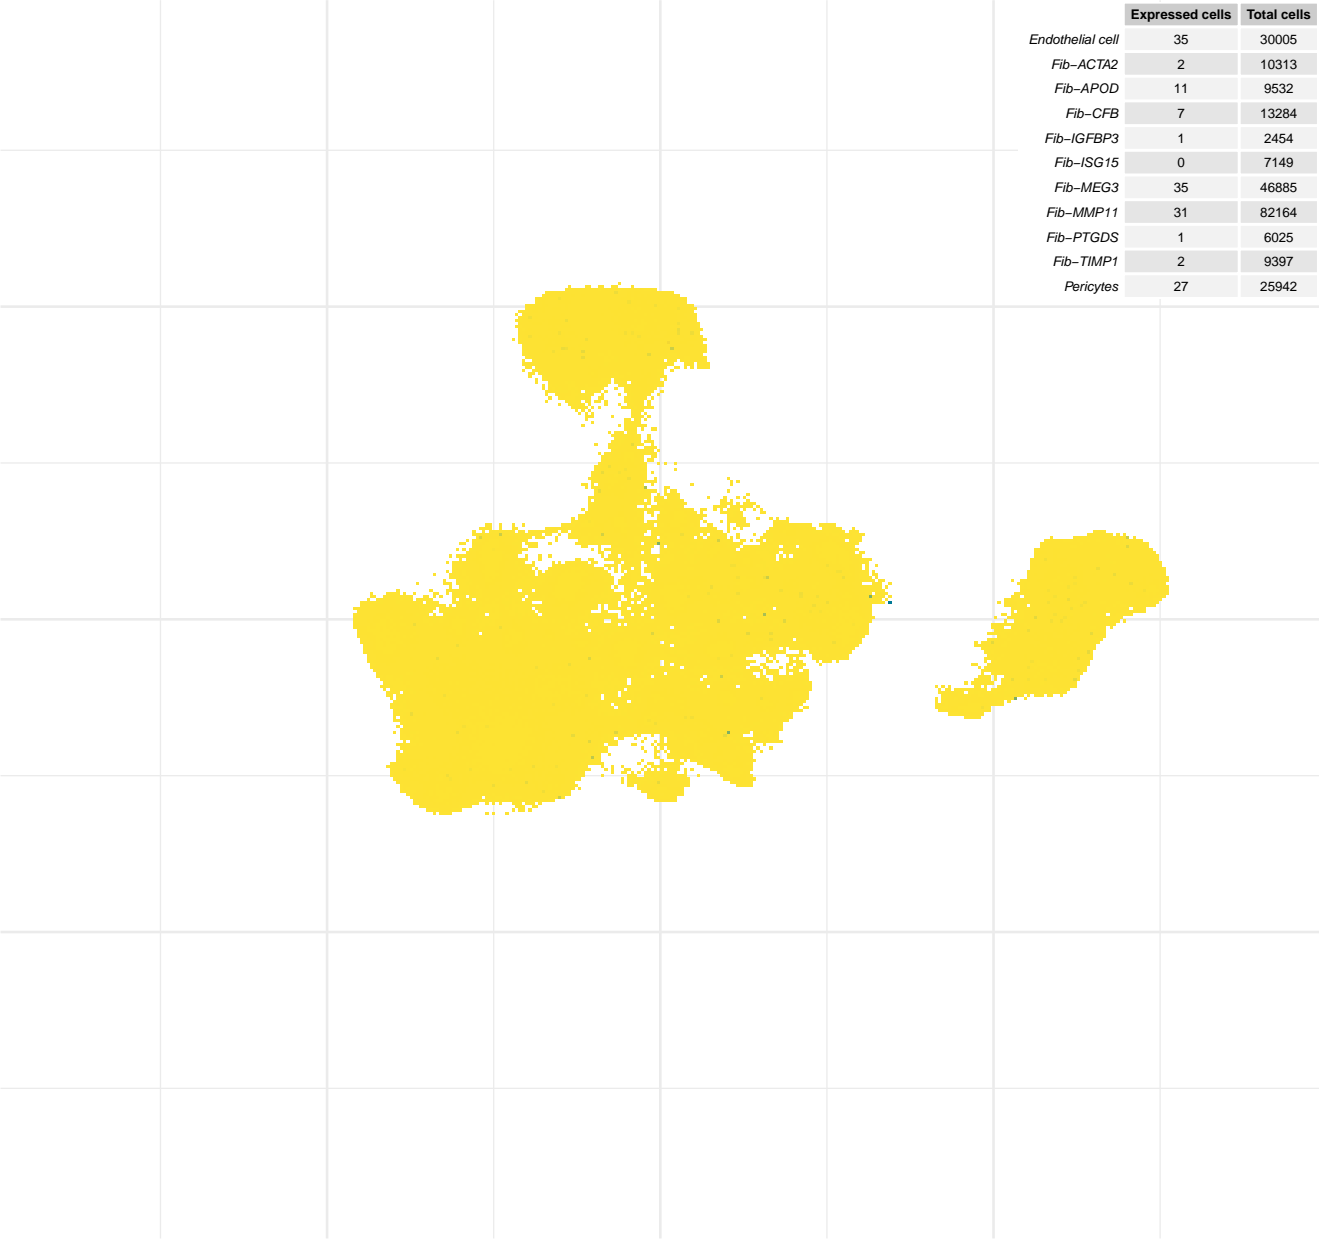 Expressed cells Total cells
Endothelial cell 35 30005
Fib−ACTA2 2 10313
Fib−APOD 11 9532
Fib−CFB 7 13284
Fib−IGFBP3 1 2454
Fib−ISG15 0 7149
Fib−MEG3 35 46885
Fib−MMP11 31 82164
Fib−PTGDS 1 6025
Fib−TIMP1 2 9397
Pericytes 27 25942